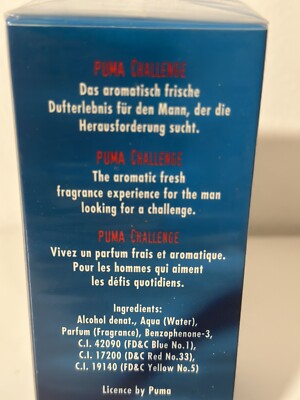 PUMA CHALLENGE
Das aromatisch frische
Dufterlebnis für den Mann, der die
Herausforderung sucht.
PUMA CHALLENGE
The aromatic fresh
fragrance experience for the man
looking for a challenge.
PUMA CHALLENGE
Vivez un parfum frais et aromatique.
Pour les hommes qui aiment
les défis quotidiens.
Ingredients:
Alcohol denat., Aqua (Water),
Parfum (Fragrance), Benzophenone-3,
C.I. 42090 (FD&C Blue No.1),
C.I. 17200 (D&C Red No.33),
C.I. 19140 (FD&C Yellow No.5)
Licence by Puma